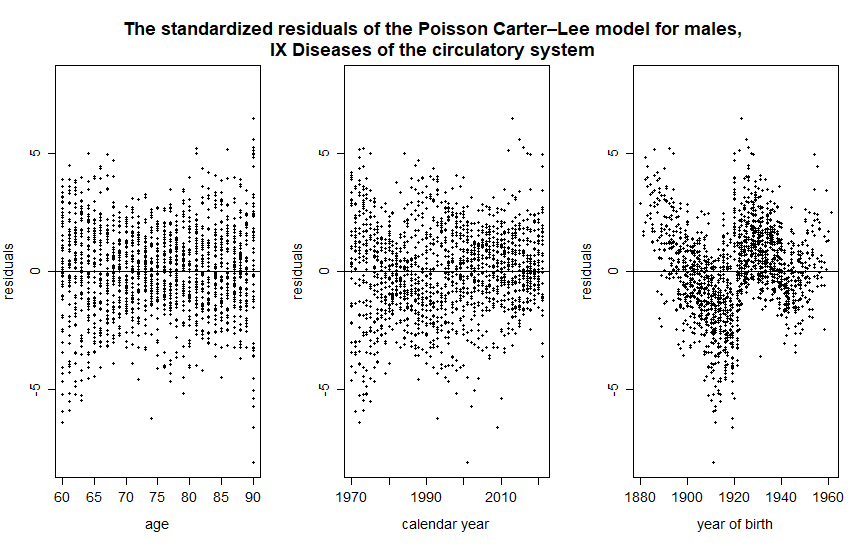 The standardized residuals of the Poisson Carter–Lee model for males,
IX Diseases of the circulatory system
residuals
5
0
-5
60 65 70 75 80 85 90
age
residuals
5
0
-5
1970 1990 2010
calendar year
residuals
5
0
-5
1880 1900 1920 1940 1960
year of birth